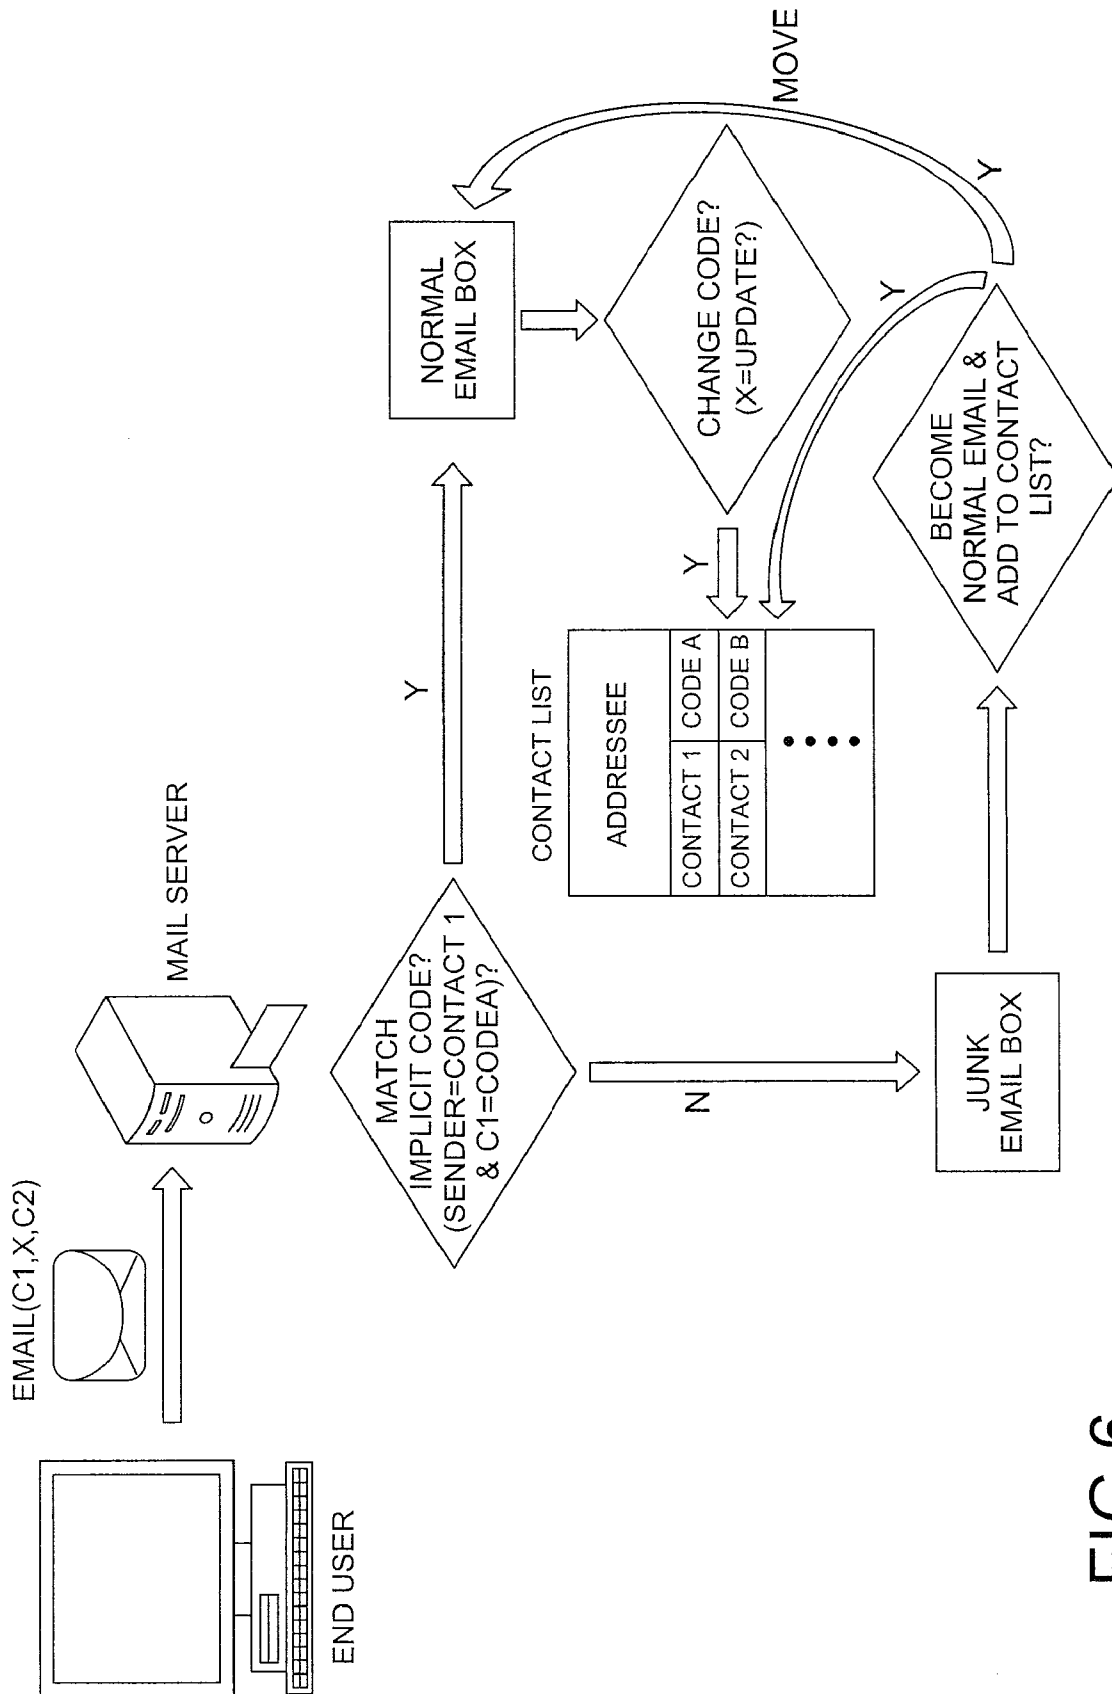 EMAIL(C1,X,C2)
END USER
MAIL SERVER
MATCH
IMPLICIT CODE?
(SENDER=CONTACT 1
& C1=CODEA)?
Y
NORMAL
EMAIL BOX
CHANGE CODE?
(X=UPDATE?)
Y
CONTACT LIST
ADDRESSEE
CONTACT 1 CODE A
CONTACT 2 CODE B
N
JUNK
EMAIL BOX
BECOME
NORMAL EMAIL &
ADD TO CONTACT
LIST?
Y
Y
MOVE